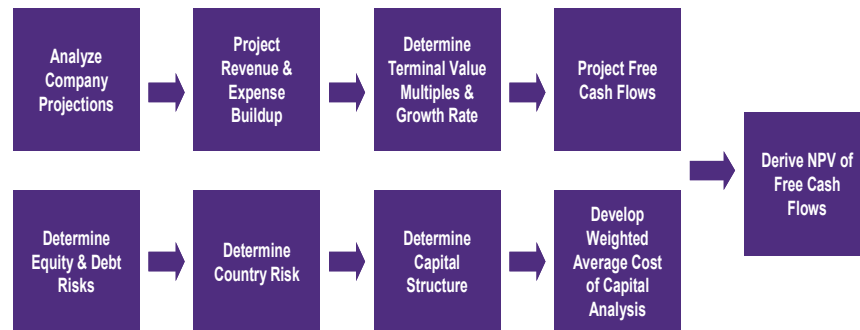 Analyze
Company
Projections
Project
Revenue &
Expense
Buildup
Determine
Terminal Value
Multiples &
Growth Rate
Project Free
Cash Flows
Derive NPV of
Free Cash
Flows
Determine
Equity & Debt
Risks
Determine
Country Risk
Determine
Capital
Structure
Develop
Weighted
Average Cost
of Capital
Analysis